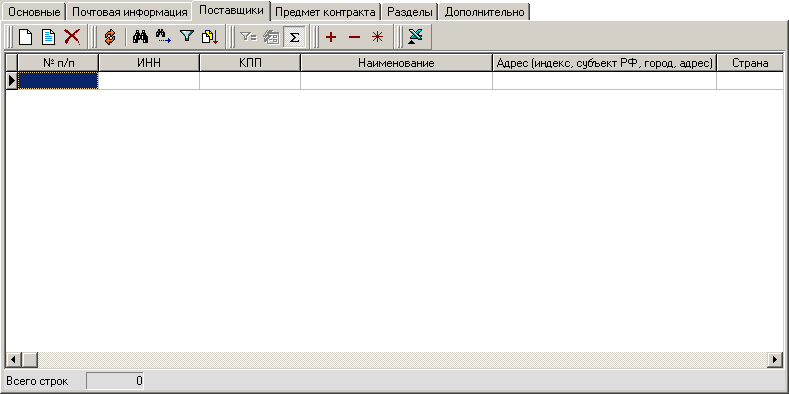 Основные Почтовая информация Поставщики Предмет контракта Разделы Дополнительно
№ п/п ИНН КПП Наименование Адрес (индекс, субъект РФ, город, адрес) Страна
Всего строк 0